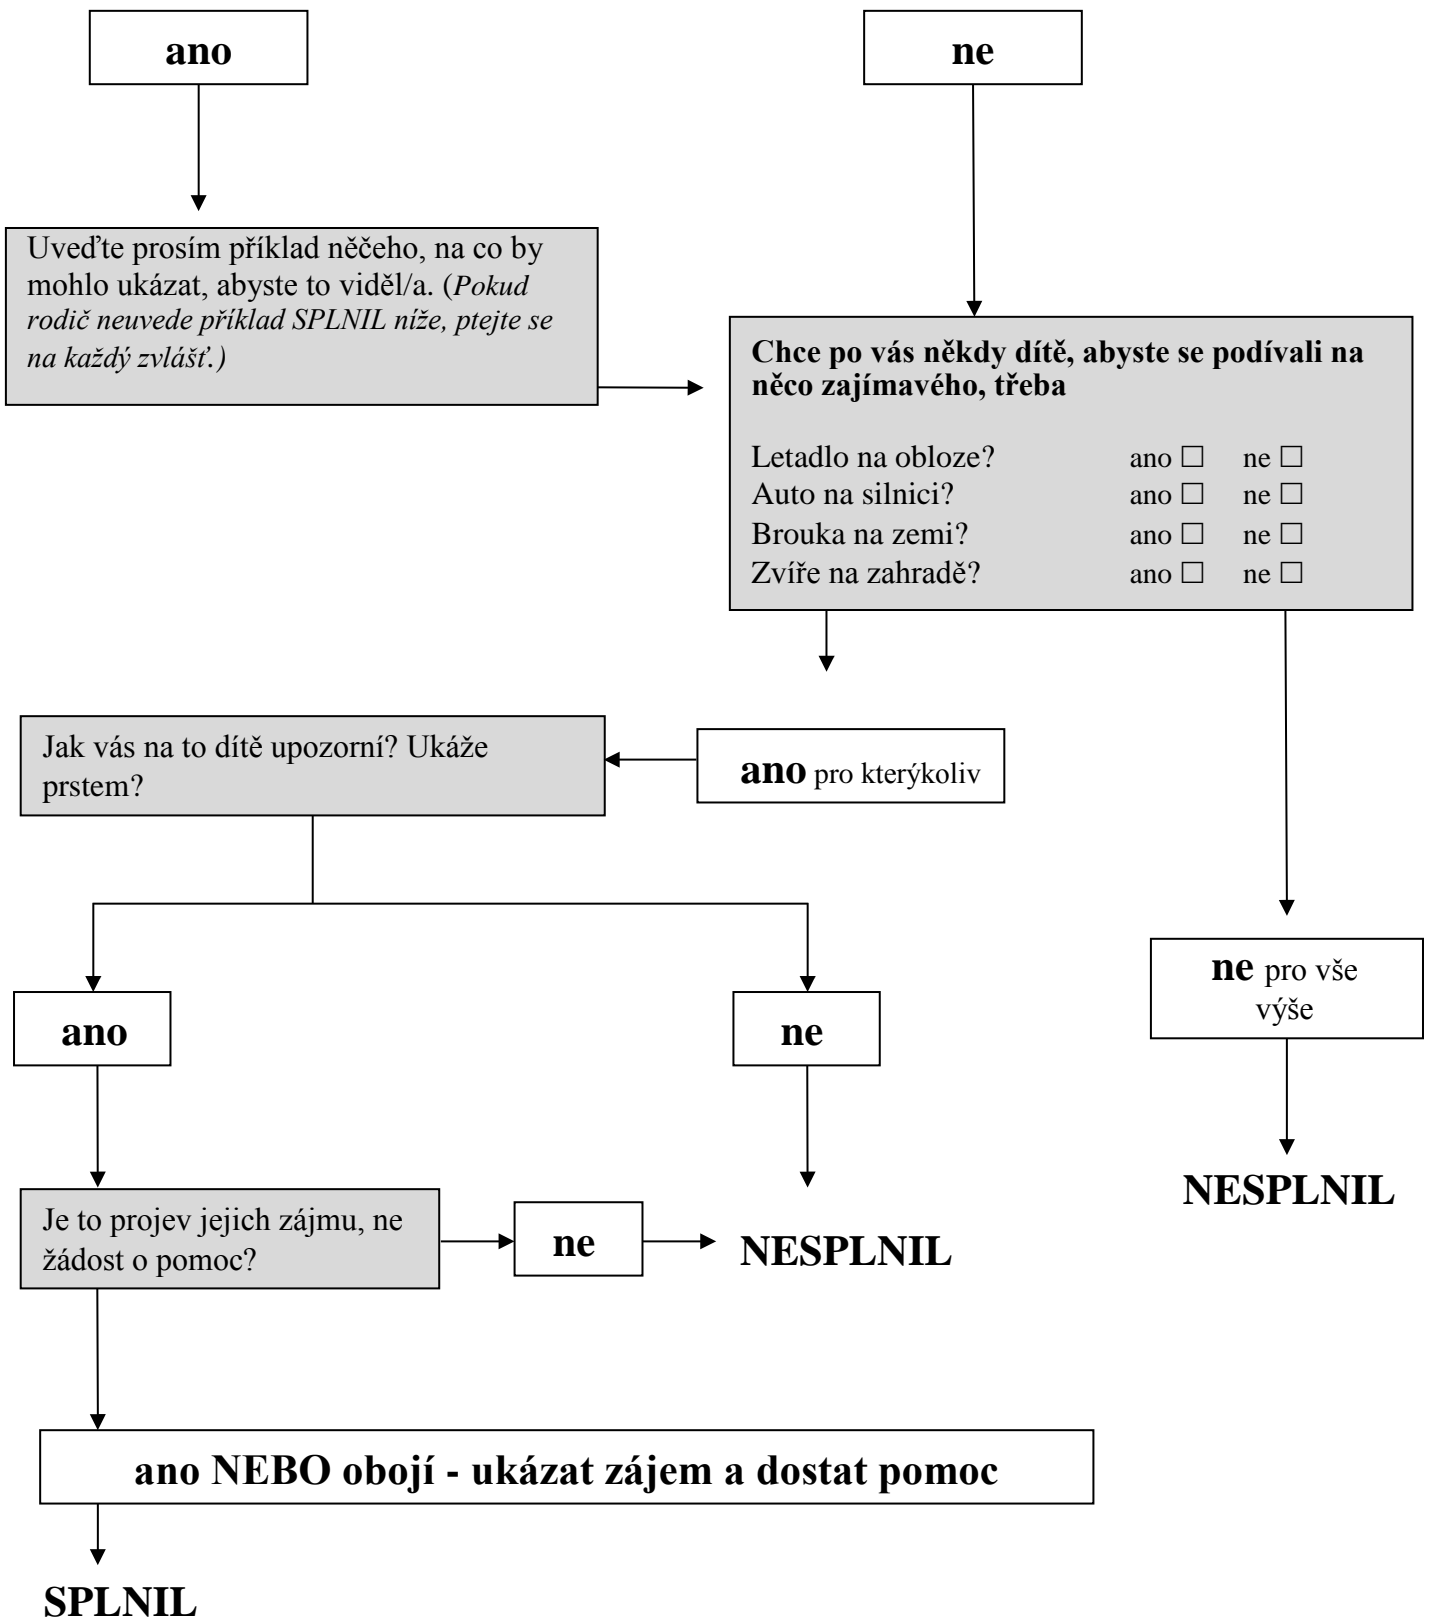 ano
ne
Uveďte prosím příklad něčeho, na co by
mohlo ukázat, abyste to viděl/a. (Pokud
rodič neuvede příklad SPLNIL níže, ptejte se
na každý zvlášť.)
Chce po vás někdy dítě, abyste se podívali na
něco zajímavého, třeba
Letadlo na obloze? ano ☐ ne ☐
Auto na silnici? ano ☐ ne ☐
Brouka na zemi? ano ☐ ne ☐
Zvíře na zahradě? ano ☐ ne ☐
Jak vás na to dítě upozorní? Ukáže
prstem?
ano pro kterýkoliv
ne pro vše
výše
ano
ne
NESPLNIL
Je to projev jejich zájmu, ne
žádost o pomoc?
ne
NESPLNIL
ano NEBO obojí - ukázat zájem a dostat pomoc
SPLNIL